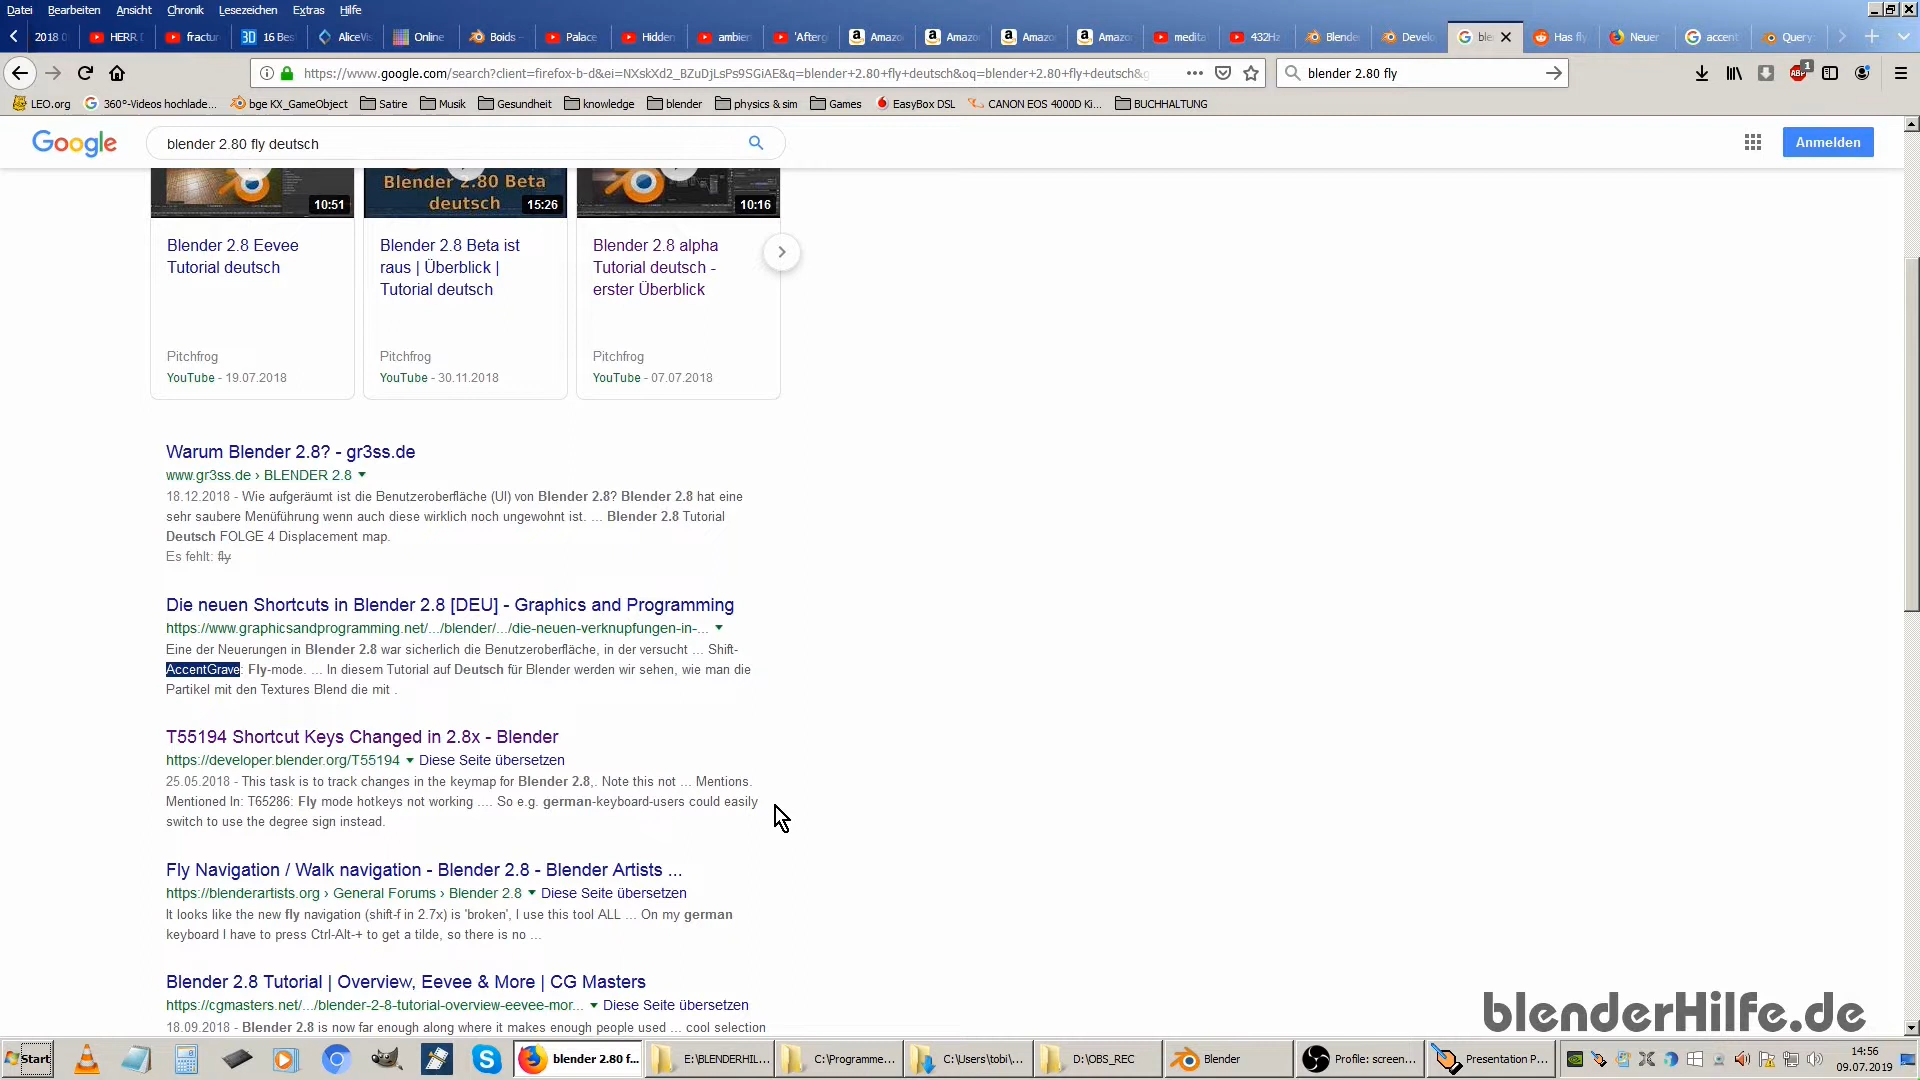 Datei Bearbeiten Ansicht Chronik Lesezeichen Extras Hilfe
2018 HERR fractur 16 Bes AliceVis Online Boids - Palace Hidden ambien 'Afterg Amazo Amazo Amazo Amazo medita 432Hz Blende Develo ble Has fly Neuer accent Query
https://www.google.com/search?client=firefox-b-d&ei=NXskXd2_BZuDjLsPs9SGiAE&q=blender+2.80+fly+deutsch&oq=blender+2.80+fly+deutsch&g
blender 2.80 fly
LEO.org 360°-Videos hochlade... bge KX_GameObject Satire Musik Gesundheit knowledge blender physics & sim Games EasyBox DSL CANON EOS 4000D Ki... BUCHHALTUNG
Google blender 2.80 fly deutsch Anmelden
Blender 2.80 Beta
deutsch
10:51 15:26 10:16
Blender 2.8 Eevee
Tutorial deutsch
Pitchfrog
YouTube - 19.07.2018
Blender 2.8 Beta ist
raus | Überblick |
Tutorial deutsch
Pitchfrog
YouTube - 30.11.2018
Blender 2.8 alpha
Tutorial deutsch -
erster Überblick
Pitchfrog
YouTube - 07.07.2018
Warum Blender 2.8? - gr3ss.de
www.gr3ss.de › BLENDER 2.8
18.12.2018 - Wie aufgeräumt ist die Benutzeroberfläche (UI) von Blender 2.8? Blender 2.8 hat eine
sehr saubere Menüführung wenn auch diese wirklich noch ungewohnt ist. ... Blender 2.8 Tutorial
Deutsch FOLGE 4 Displacement map.
Es fehlt: fly
Die neuen Shortcuts in Blender 2.8 [DEU] - Graphics and Programming
https://www.graphicsandprogramming.net/.../blender/.../die-neuen-verknupfungen-in-...
Eine der Neuerungen in Blender 2.8 war sicherlich die Benutzeroberfläche, in der versucht ... Shift-
AccentGrave: Fly-mode. ... In diesem Tutorial auf Deutsch für Blender werden wir sehen, wie man die
Partikel mit den Textures Blend die mit .
T55194 Shortcut Keys Changed in 2.8x - Blender
https://developer.blender.org/T55194 Diese Seite übersetzen
25.05.2018 - This task is to track changes in the keymap for Blender 2.8,. Note this not ... Mentions.
Mentioned In: T65286: Fly mode hotkeys not working .... So e.g. german-keyboard-users could easily
switch to use the degree sign instead.
Fly Navigation / Walk navigation - Blender 2.8 - Blender Artists ...
https://blenderartists.org › General Forums › Blender 2.8 Diese Seite übersetzen
It looks like the new fly navigation (shift-f in 2.7x) is 'broken', I use this tool ALL ... On my german
keyboard I have to press Ctrl-Alt-+ to get a tilde, so there is no ...
Blender 2.8 Tutorial | Overview, Eevee & More | CG Masters
https://cgmasters.net/.../blender-2-8-tutorial-overview-eevee-mor... Diese Seite übersetzen
18.09.2018 - Blender 2.8 is now far enough along where it makes enough people used ... cool selection
blenderHilfe.de
Start blender 2.80 f... E:\BLENDERHIL... C:\Programme... C:\Users\tobi\... D:\OBS_REC Blender Profile: screen... Presentation P... 14:56
09.07.2019